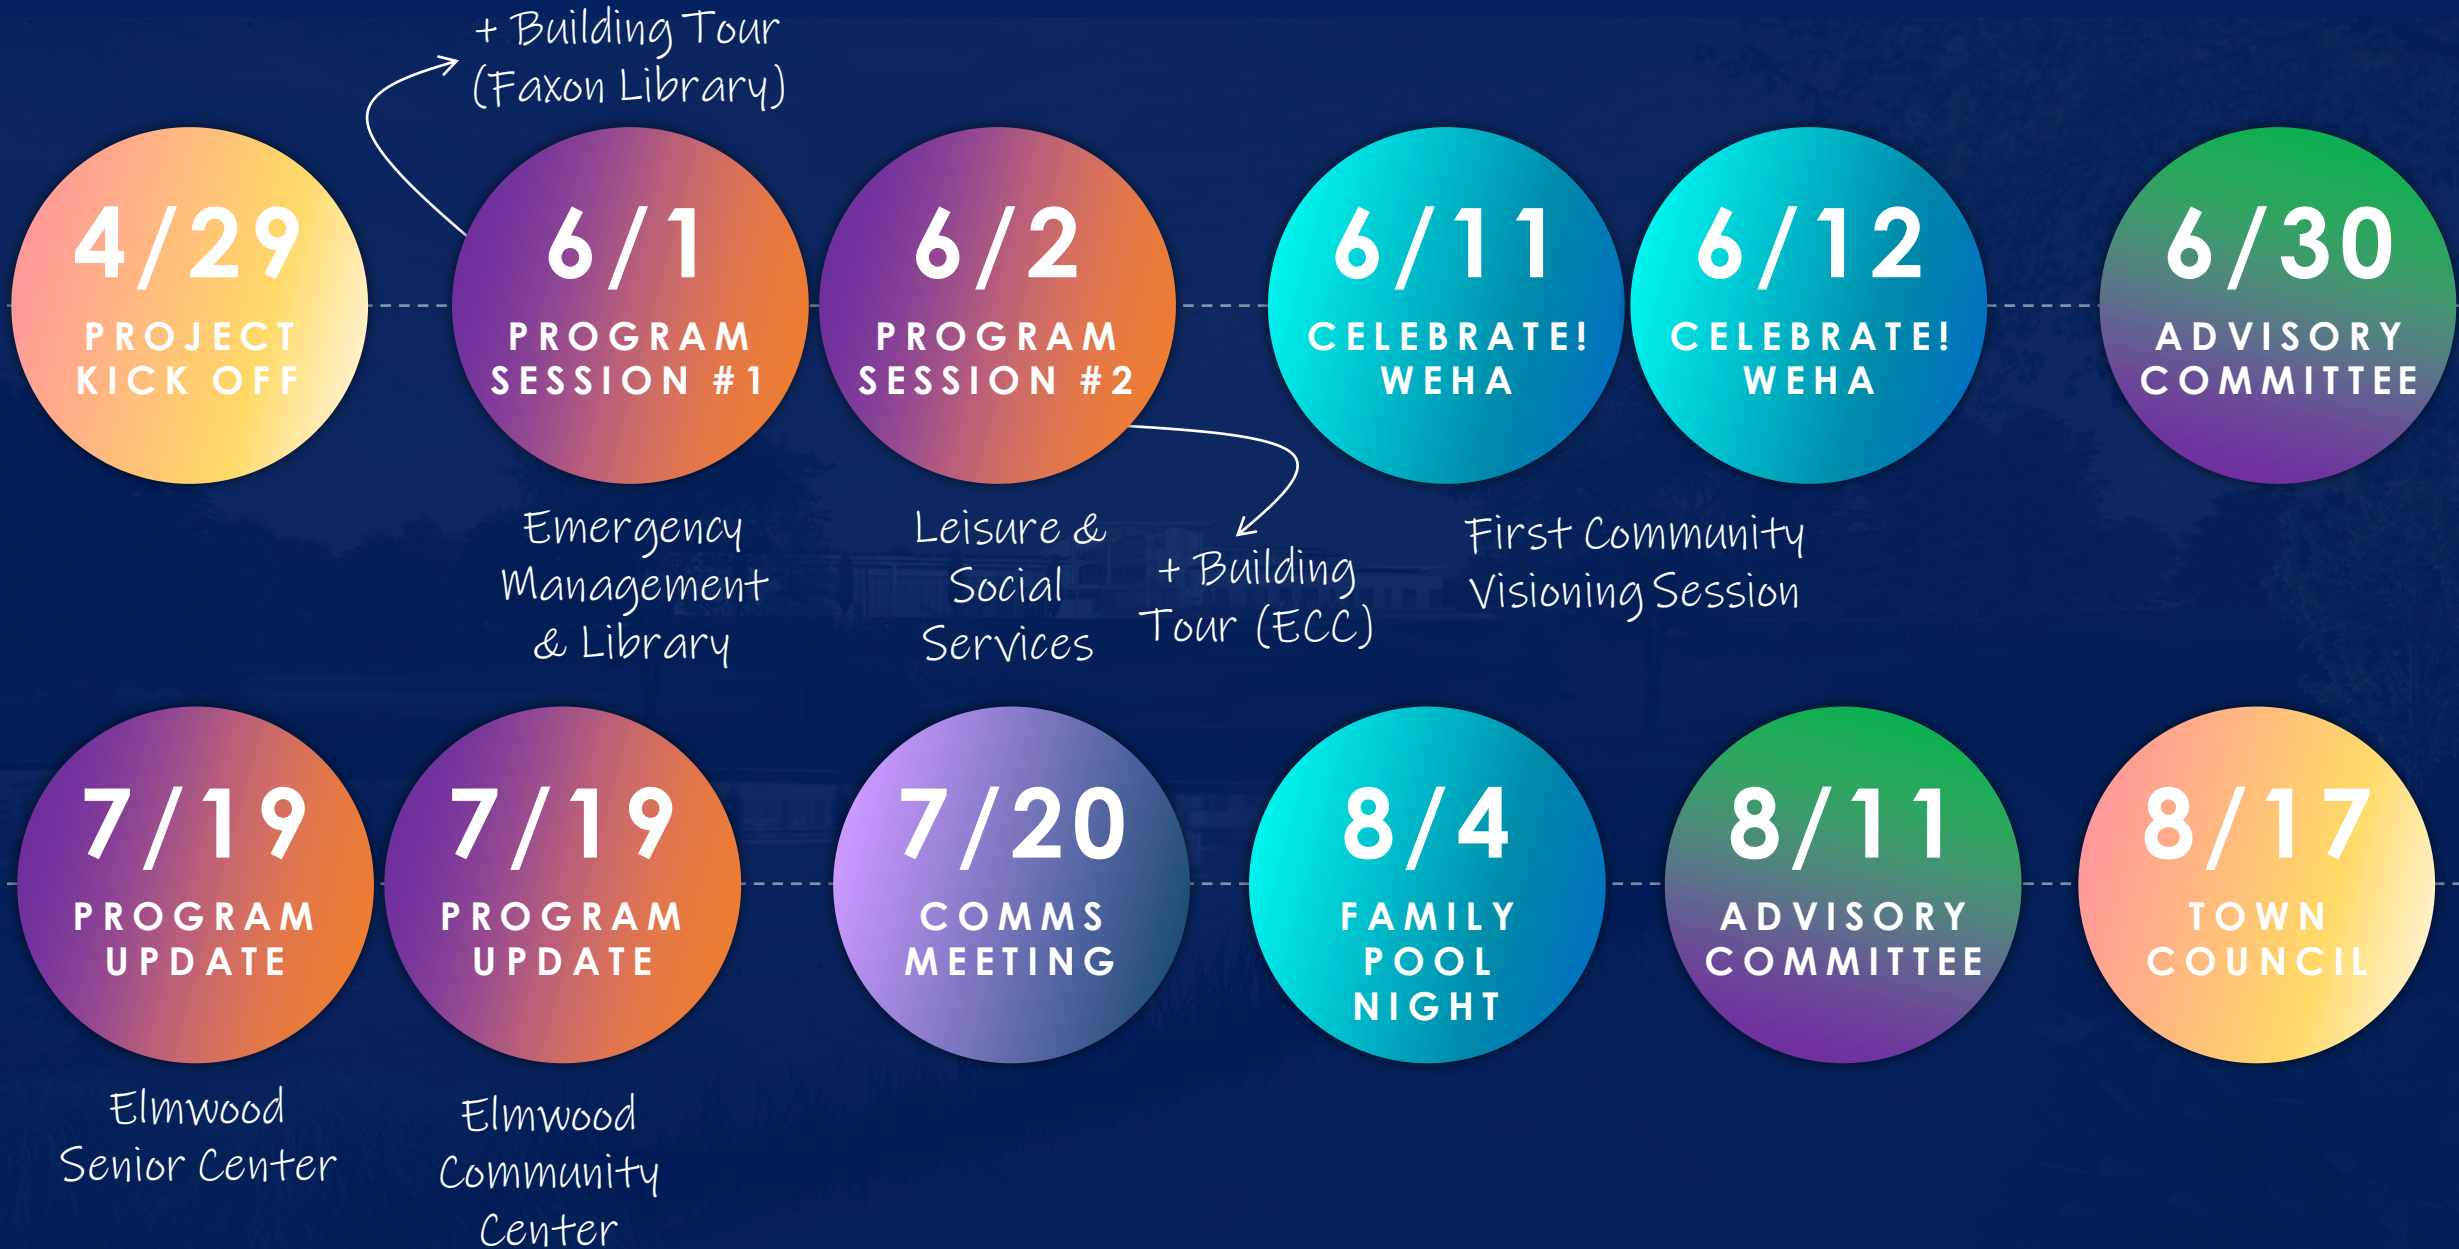 + Building Tour
(Faxon Library)
4/29
PROJECT
KICK OFF
6/1
PROGRAM
SESSION #1
6/2
PROGRAM
SESSION #2
6/11
CELEBRATE!
WEHA
6/12
CELEBRATE!
WEHA
6/30
ADVISORY
COMMITTEE
Emergency
Management
& Library
Leisure &
Social
Services
+ Building
Tour (ECC)
First Community
Visioning Session
7/19
PROGRAM
UPDATE
7/19
PROGRAM
UPDATE
7/20
COMMS
MEETING
8/4
FAMILY
POOL
NIGHT
8/11
ADVISORY
COMMITTEE
8/17
TOWN
COUNCIL
Elmwood
Senior Center
Elmwood
Community
Center